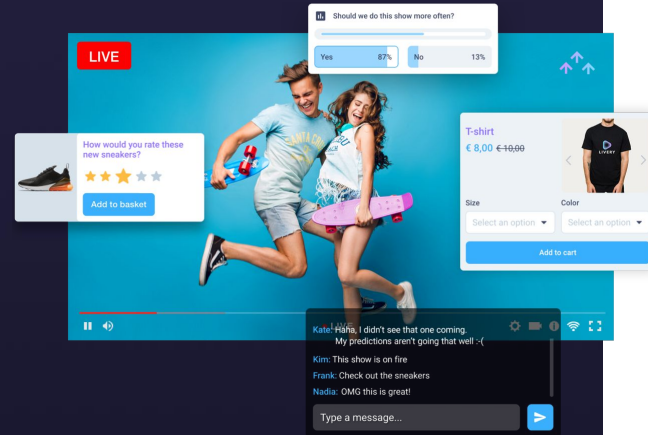 Should we do this show more often?
Yes 87% No 13%
LIVE
How would you rate these
new sneakers?
Add to basket
T-shirt
€ 8,00 € 10,00
LIVERY
Size Color
Select an option Select an option
Add to cart
SANTA CRUZ
LIVE
Kate: Haha, I didn't see that one coming.
My predictions aren't going that well :-(
Kim: This show is on fire
Frank: Check out the sneakers
Nadia: OMG this is great!
Type a message...